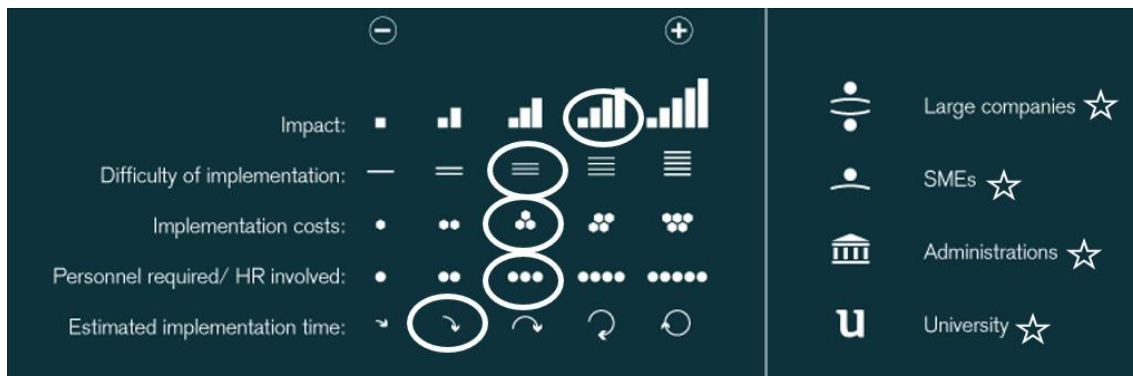 Impact:
Difficulty of implementation:
Implementation costs:
Personnel required/ HR involved:
Estimated implementation time:
Large companies
SMEs
Administrations
u University